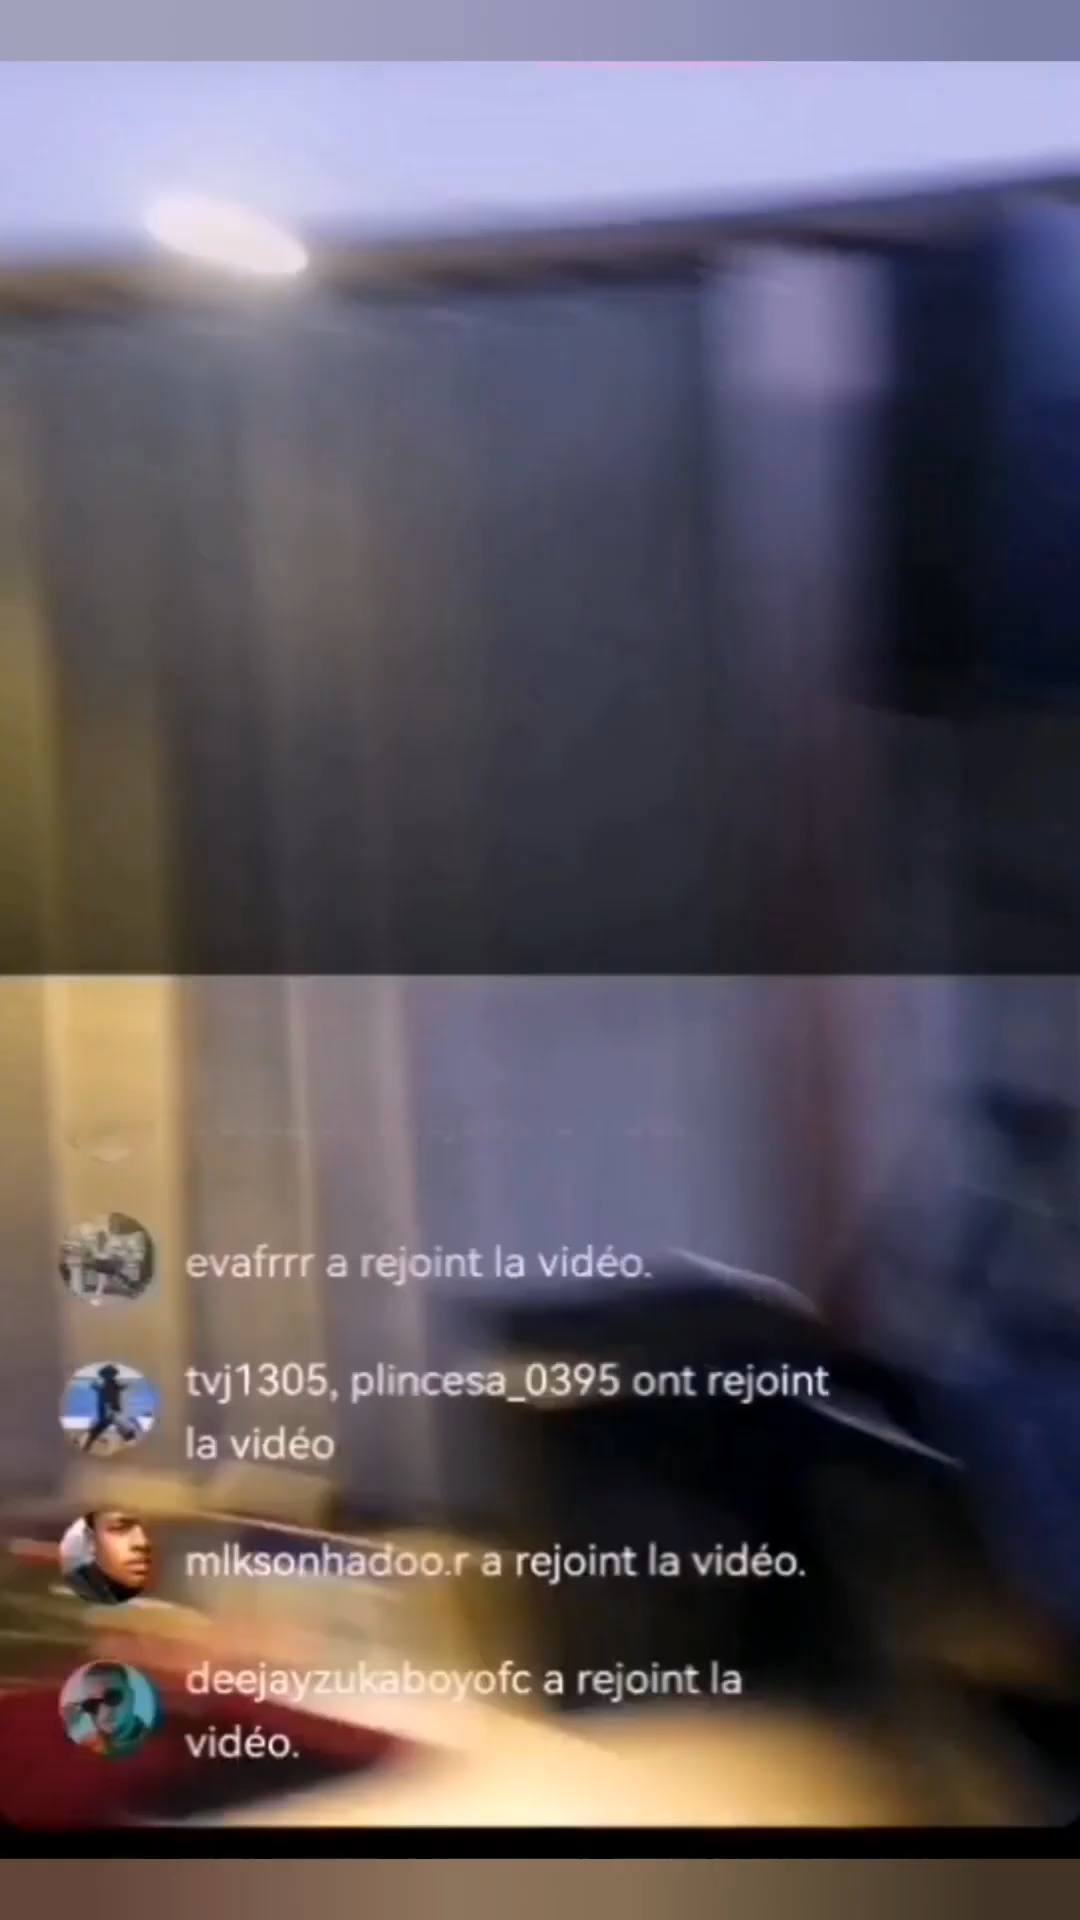 evafrrr a rejoint la vidéo.
tvj1305, plincesa_0395 ont rejoint
la vidéo
mlksonhadoo.r a rejoint la vidéo.
deejayzukaboyofc a rejoint la
vidéo.